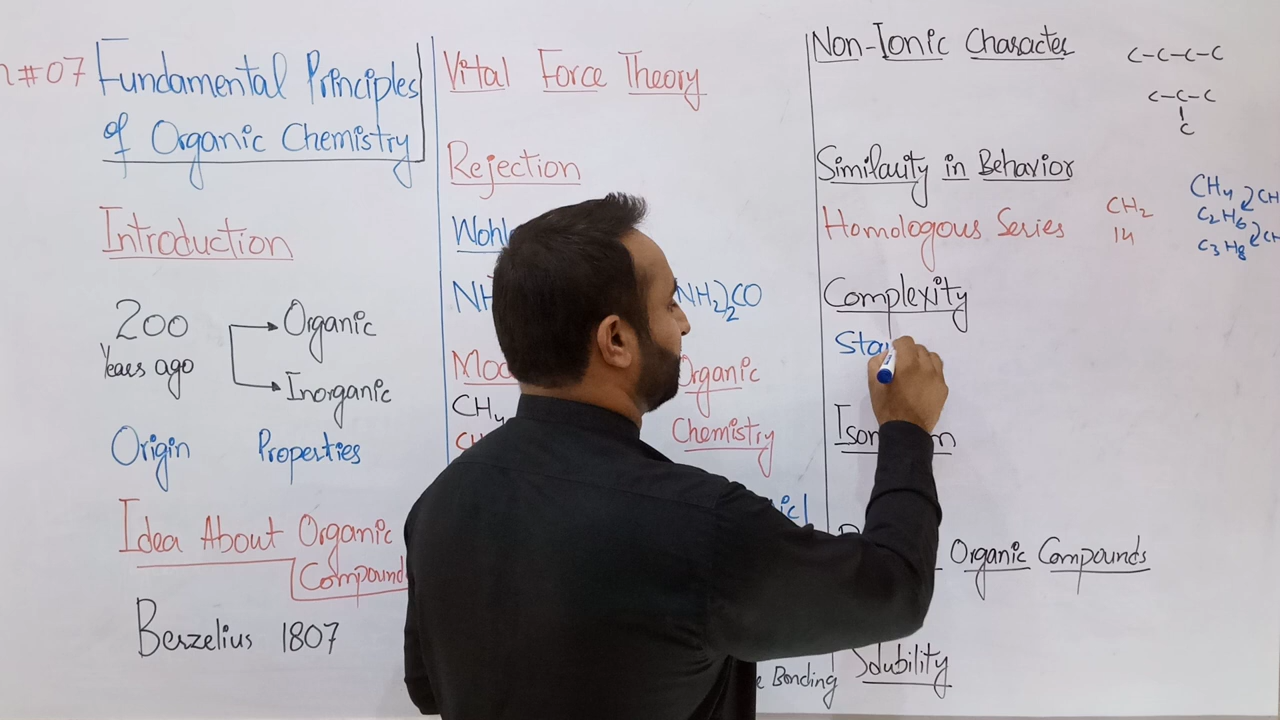 #07 Fundamental Principles
of Organic Chemistry
Introduction
200
Years ago
Organic
Inorganic
Origin Properties
Idea About Organic
Compound
Berzelius 1807
Vital Force Theory
Rejection
NH2)2CO
Organic
CH4
Chemistry
Bonding
Non-Ionic Character
C-C-C-C
C-C-C
C
Similarity in Behavior
Homologous Series
CH2
14
CH4
C2H6
C3H8
Complexity
Organic Compounds
Solubility